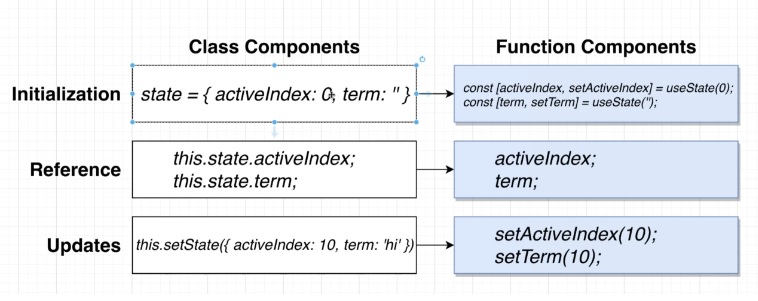 Class Components
Function Components
Initialization
state = { activeIndex: 0, term: '' }
const [activeIndex, setActiveIndex] = useState(0);
const [term, setTerm] = useState('');
Reference
this.state.activeIndex;
this.state.term;
activeIndex;
term;
Updates
this.setState({ activeIndex: 10, term: 'hi' })
setActiveIndex(10);
setTerm(10);